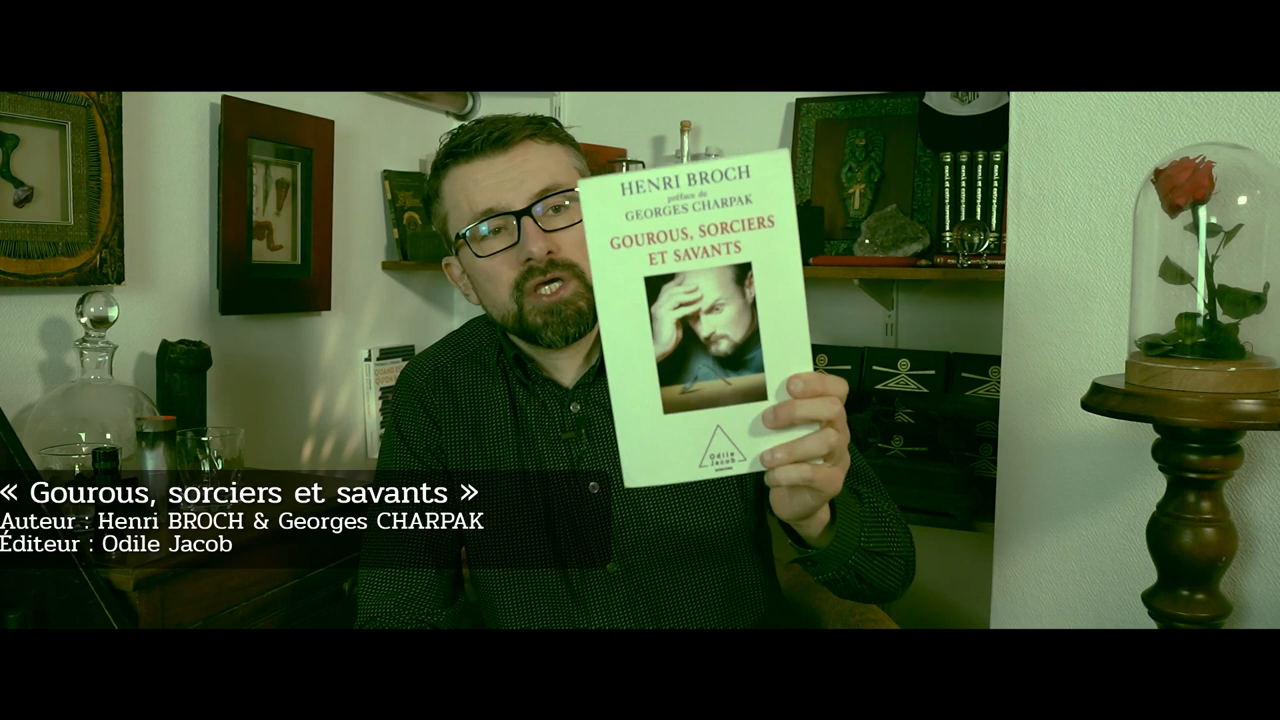 HENRI BROCH
préface de
GEORGES CHARPAK
GOUROUS, SORCIERS
ET SAVANTS
Odile
Jacob
« Gourous, sorciers et savants »
Auteur : Henri BROCH & Georges CHARPAK
Éditeur : Odile Jacob